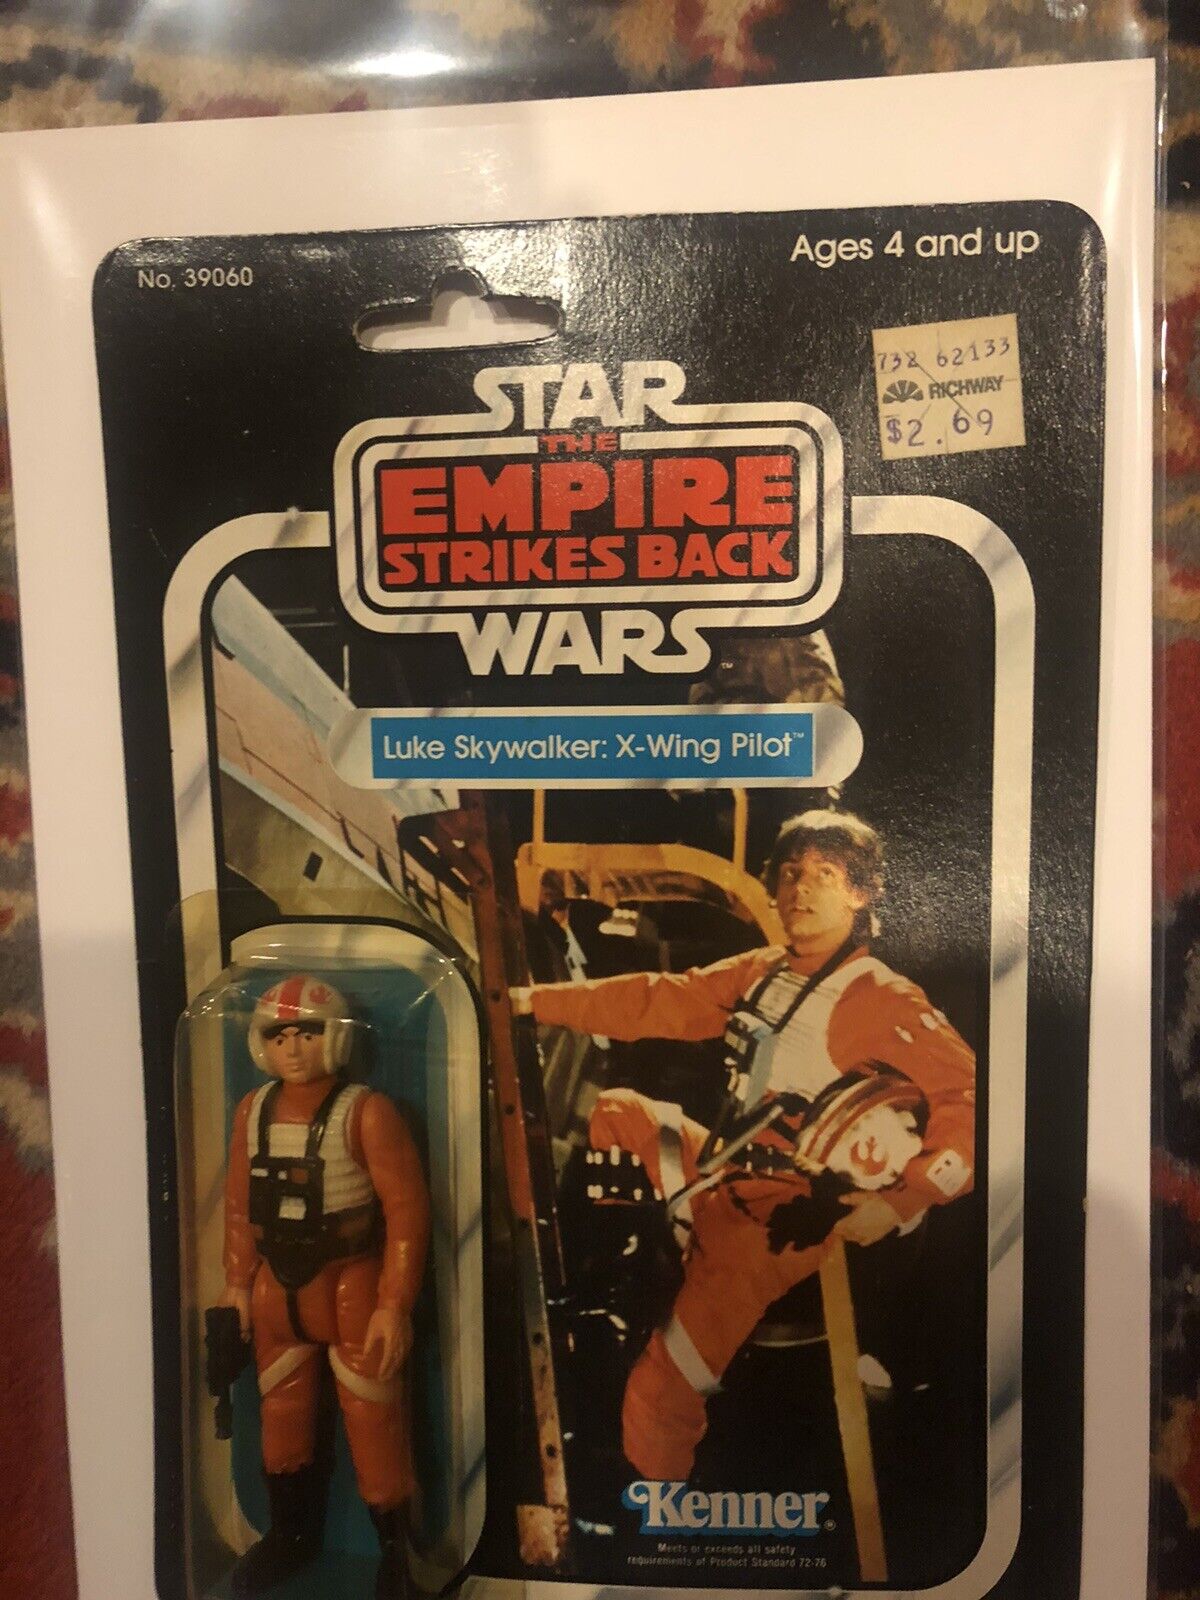 No. 39060
Ages 4 and up
732 62133
RICHWAY
$2.69
STAR
THE
EMPIRE
STRIKES BACK
WARS™
Luke Skywalker: X-Wing Pilot™
Kenner®
Meets or exceeds all safety
requirements of Product Standard 72-76